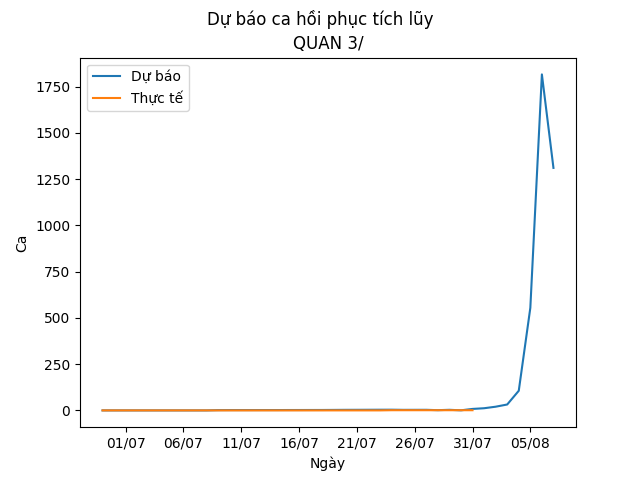 Dự báo ca hồi phục tích lũy
QUAN 3/
Dự báo
Thực tế
1750
1500
1250
1000
750
500
250
0
Ca
01/07 06/07 11/07 16/07 21/07 26/07 31/07 05/08
Ngày